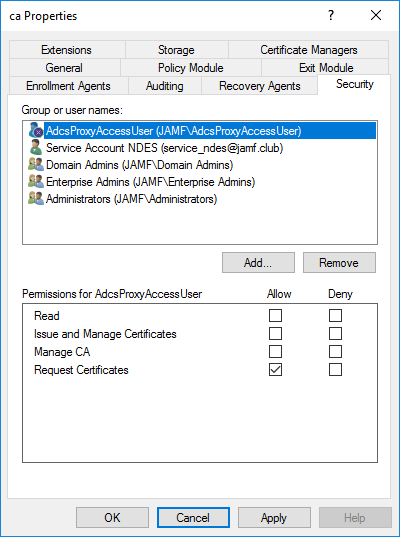 ca Properties
Extensions Storage Certificate Managers
General Policy Module Exit Module
Enrollment Agents Auditing Recovery Agents Security
Group or user names:
AdcsProxyAccessUser (JAMF\AdcsProxyAccessUser)
Service Account NDES (service_ndes@jamf.club)
Domain Admins (JAMF\Domain Admins)
Enterprise Admins (JAMF\Enterprise Admins)
Administrators (JAMF\Administrators)
Add... Remove
Permissions for AdcsProxyAccessUser Allow Deny
Read
Issue and Manage Certificates
Manage CA
Request Certificates
OK Cancel Apply Help